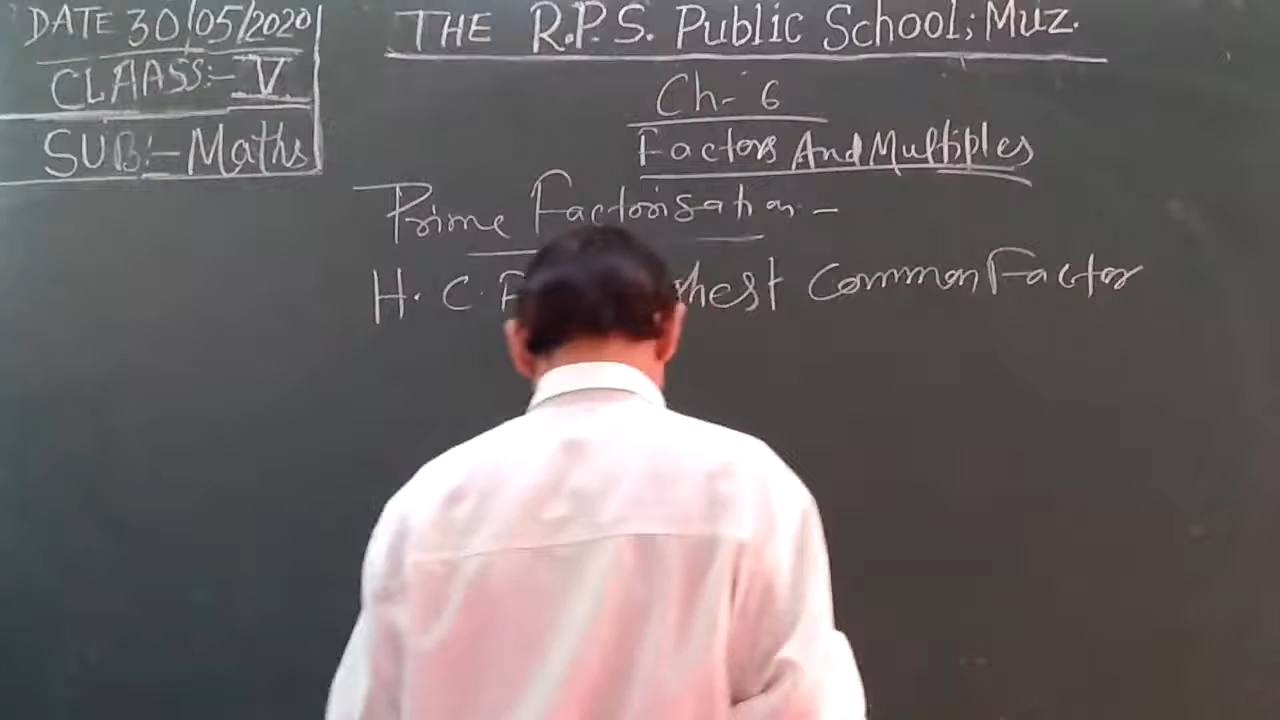 DATE 30/05/2020
CLAASS:- V
SUB:- Maths
THE R.P.S. Public School; Muz.
Ch- 6
Factors And Multiples
Prime Factorisation -
H. C. Common Factor